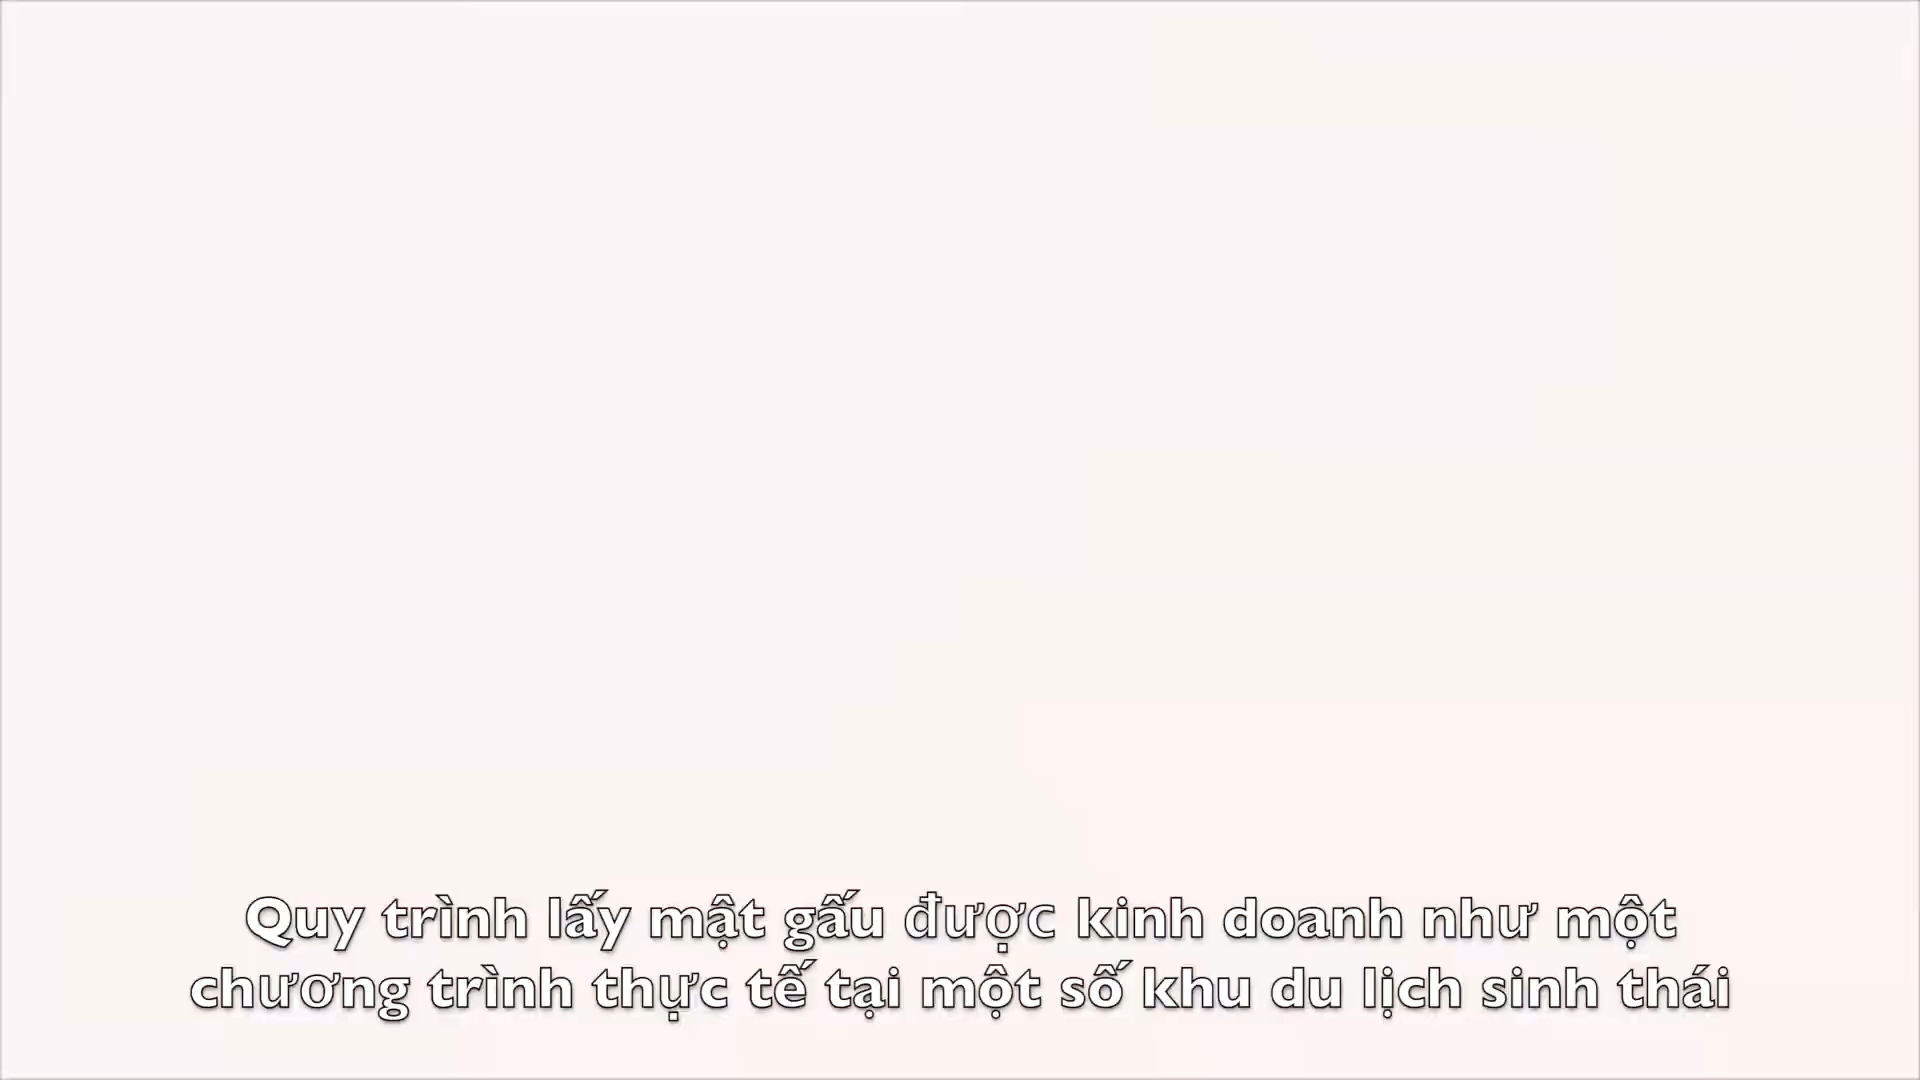 Quy trình lấy mật gấu được kinh doanh như một
chương trình thực tế tại một số khu du lịch sinh thái